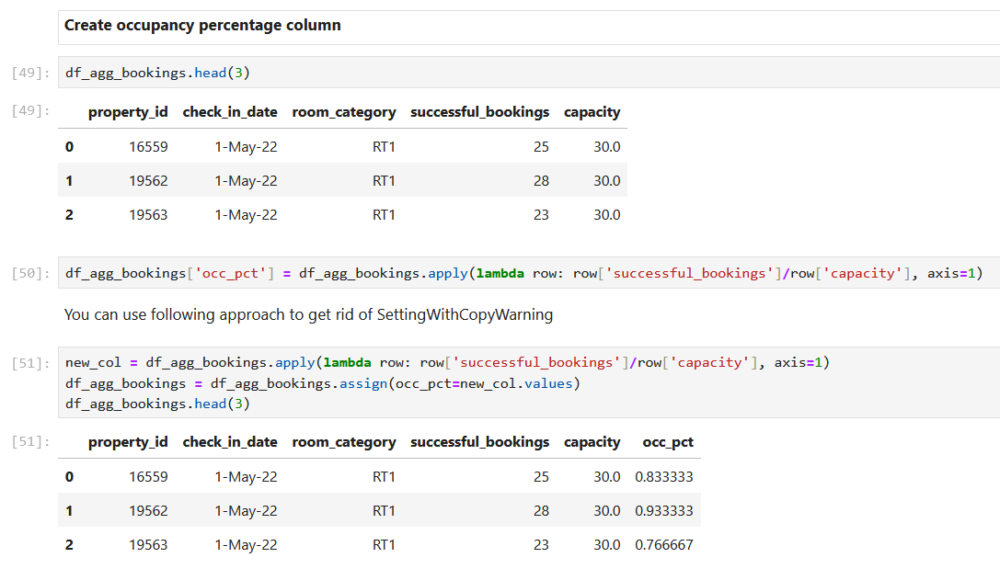 Create occupancy percentage column
[49]: df_agg_bookings.head(3)
[49]: property_id check_in_date room_category successful_bookings capacity
0 16559 1-May-22 RT1 25 30.0
1 19562 1-May-22 RT1 28 30.0
2 19563 1-May-22 RT1 23 30.0
[50]: df_agg_bookings['occ_pct'] = df_agg_bookings.apply(lambda row: row['successful_bookings']/row['capacity'], axis=1)
You can use following approach to get rid of SettingWithCopyWarning
[51]: new_col = df_agg_bookings.apply(lambda row: row['successful_bookings']/row['capacity'], axis=1)
df_agg_bookings = df_agg_bookings.assign(occ_pct=new_col.values)
df_agg_bookings.head(3)
[51]: property_id check_in_date room_category successful_bookings capacity occ_pct
0 16559 1-May-22 RT1 25 30.0 0.833333
1 19562 1-May-22 RT1 28 30.0 0.933333
2 19563 1-May-22 RT1 23 30.0 0.766667